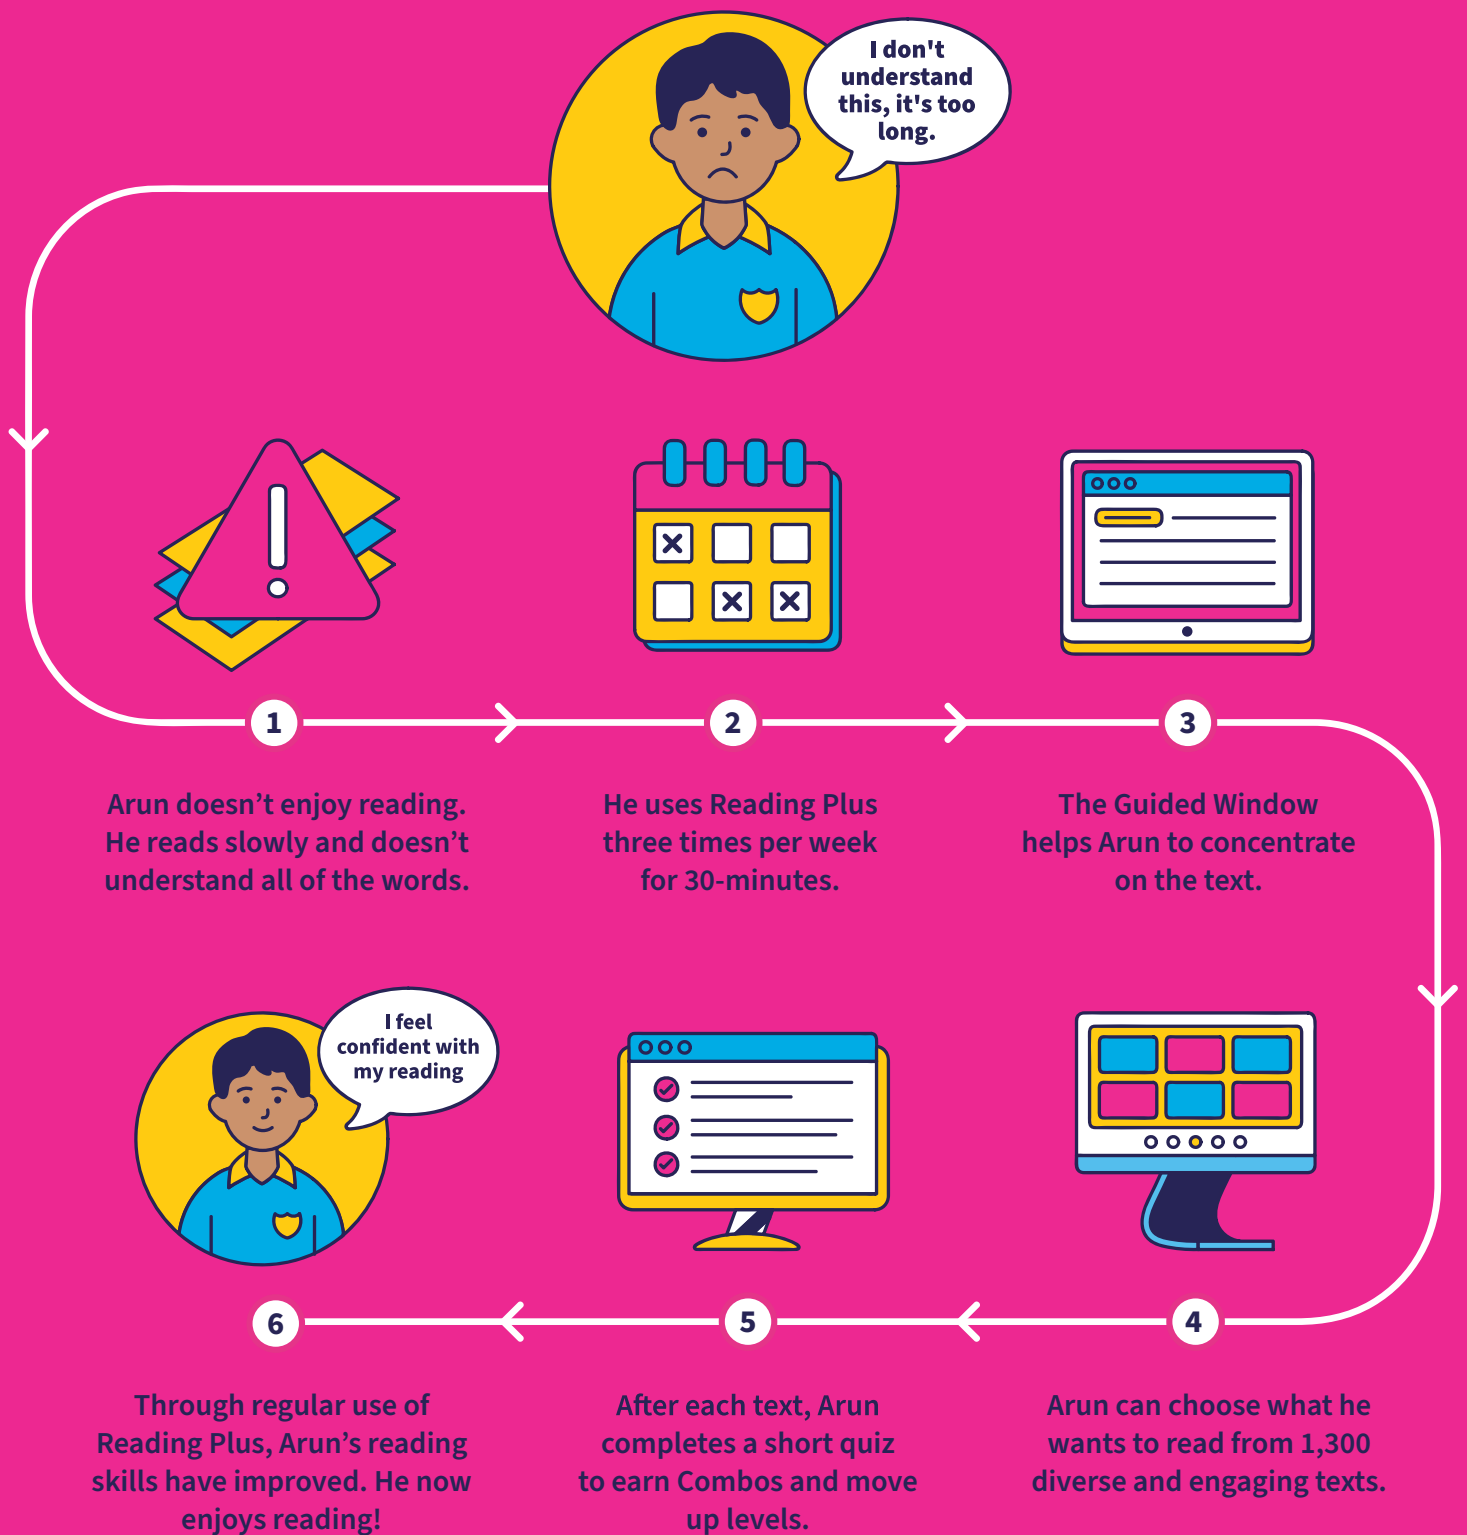 I don't
understand
this, it's too
long.
1
Arun doesn’t enjoy reading.
He reads slowly and doesn’t
understand all of the words.
2
He uses Reading Plus
three times per week
for 30-minutes.
3
The Guided Window
helps Arun to concentrate
on the text.
4
Arun can choose what he
wants to read from 1,300
diverse and engaging texts.
5
After each text, Arun
completes a short quiz
to earn Combos and move
up levels.
I feel
confident with
my reading
6
Through regular use of
Reading Plus, Arun’s reading
skills have improved. He now
enjoys reading!